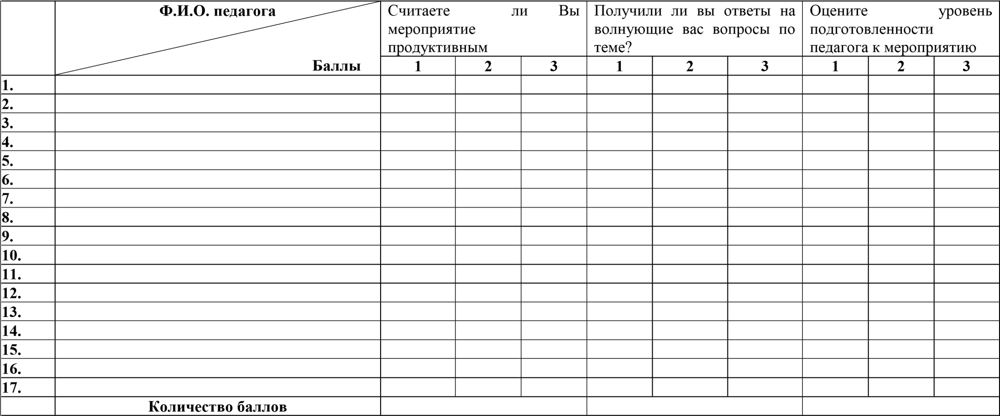 Ф.И.О. педагога
Баллы
Считаете ли Вы
мероприятие
продуктивным
Получили ли вы ответы на
волнующие вас вопросы по
теме?
Оцените уровень
подготовленности
педагога к мероприятию
1 2 3 1 2 3 1 2 3
1.
2.
3.
4.
5.
6.
7.
8.
9.
10.
11.
12.
13.
14.
15.
16.
17.
Количество баллов